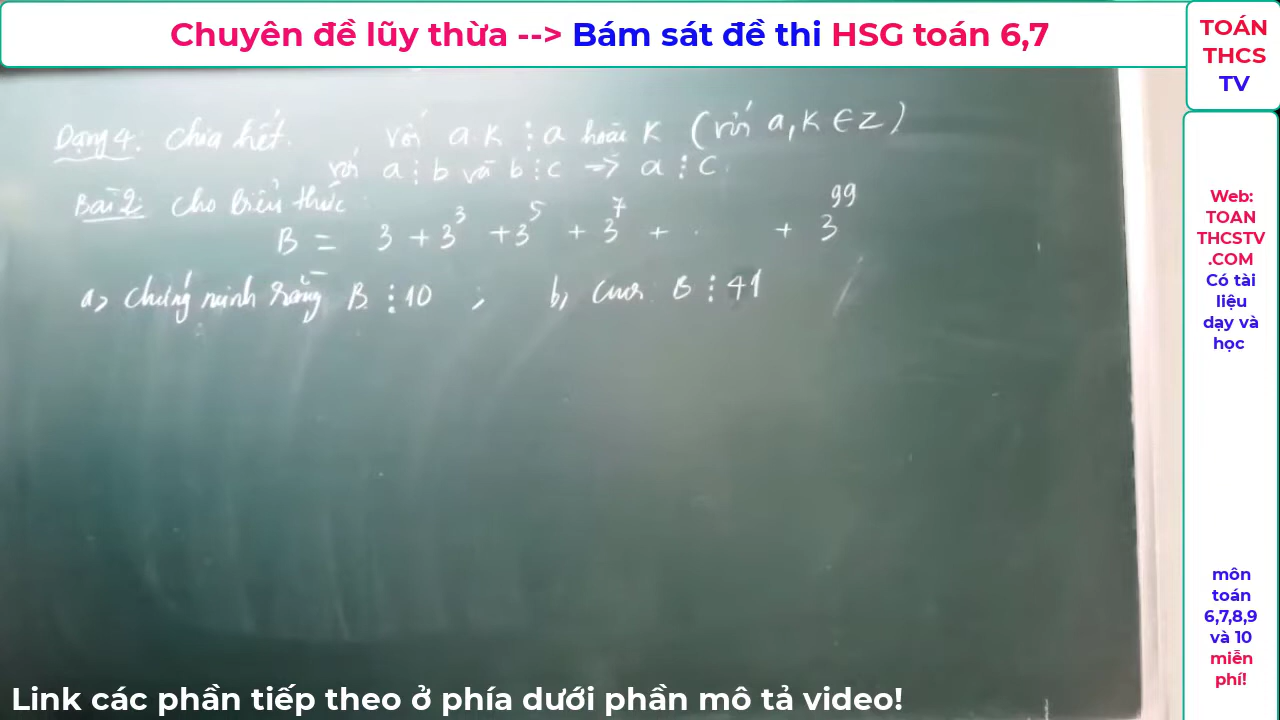 Chuyên đề lũy thừa --> Bám sát đề thi HSG toán 6,7
TOÁN
THCS
TV
Dạng 4. Chia hết. với a.K ⋮ a hoặc K (với a, K ∈ Z)
với a ⋮ b và b ⋮ c => a ⋮ c.
Bài 2: Cho biểu thức
B = 3 + 3³ + 3⁵ + 3⁷ + . + 3⁹⁹
a, Chứng minh rằng B ⋮ 10 ; b, CMR: B ⋮ 41
Web:
TOAN
THCSTV
.COM
Có tài
liệu
dạy và
học
môn
toán
6,7,8,9
và 10
miễn
phí!
Link các phần tiếp theo ở phía dưới phần mô tả video!